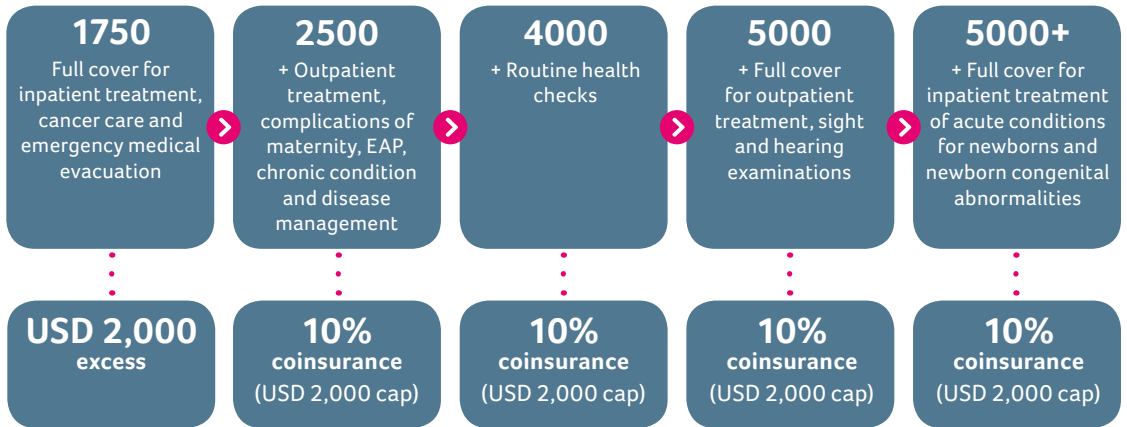 1750
Full cover for
inpatient treatment,
cancer care and
emergency medical
evacuation
2500
+ Outpatient
treatment,
complications of
maternity, EAP,
chronic condition
and disease
management
4000
+ Routine health
checks
5000
+ Full cover
for outpatient
treatment, sight
and hearing
examinations
5000+
+ Full cover for
inpatient treatment
of acute conditions
for newborns and
newborn congenital
abnormalities
USD 2,000
excess
10%
coinsurance
(USD 2,000 cap)
10%
coinsurance
(USD 2,000 cap)
10%
coinsurance
(USD 2,000 cap)
10%
coinsurance
(USD 2,000 cap)